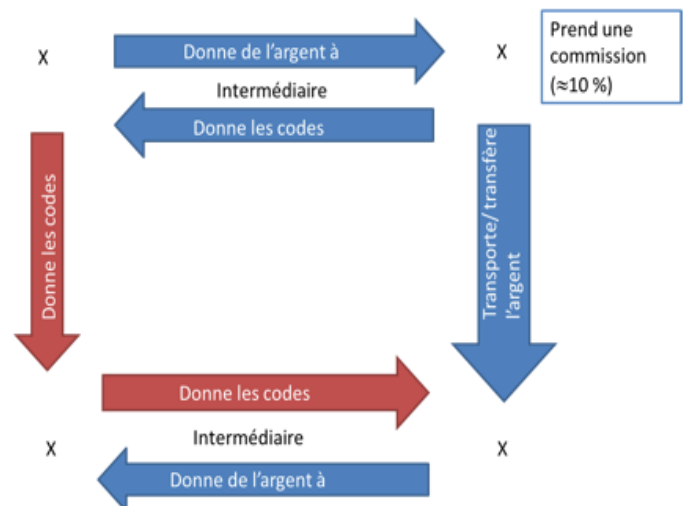 X
Donne de l'argent à
X
Prend une
commission
(≈10 %)
Intermédiaire
Donne les codes
Donne les codes
Transporte/ transfère
l'argent
Donne les codes
Intermédiaire
X
X
Donne de l'argent à